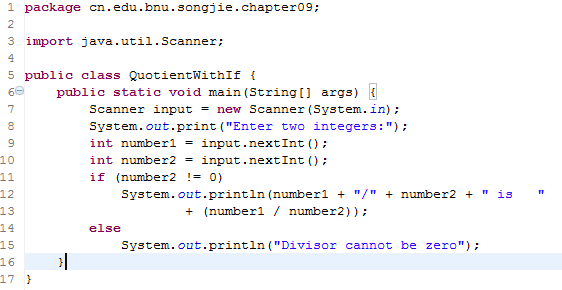 1 package cn.edu.bnu.songjie.chapter09;
2
3 import java.util.Scanner;
4
5 public class QuotientWithIf {
6     public static void main(String[] args) {
7         Scanner input = new Scanner(System.in);
8         System.out.print("Enter two integers:");
9         int number1 = input.nextInt();
10         int number2 = input.nextInt();
11         if (number2 != 0)
12             System.out.println(number1 + "/" + number2 + " is   "
13                     + (number1 / number2));
14         else
15             System.out.println("Divisor cannot be zero");
16     }
17 }